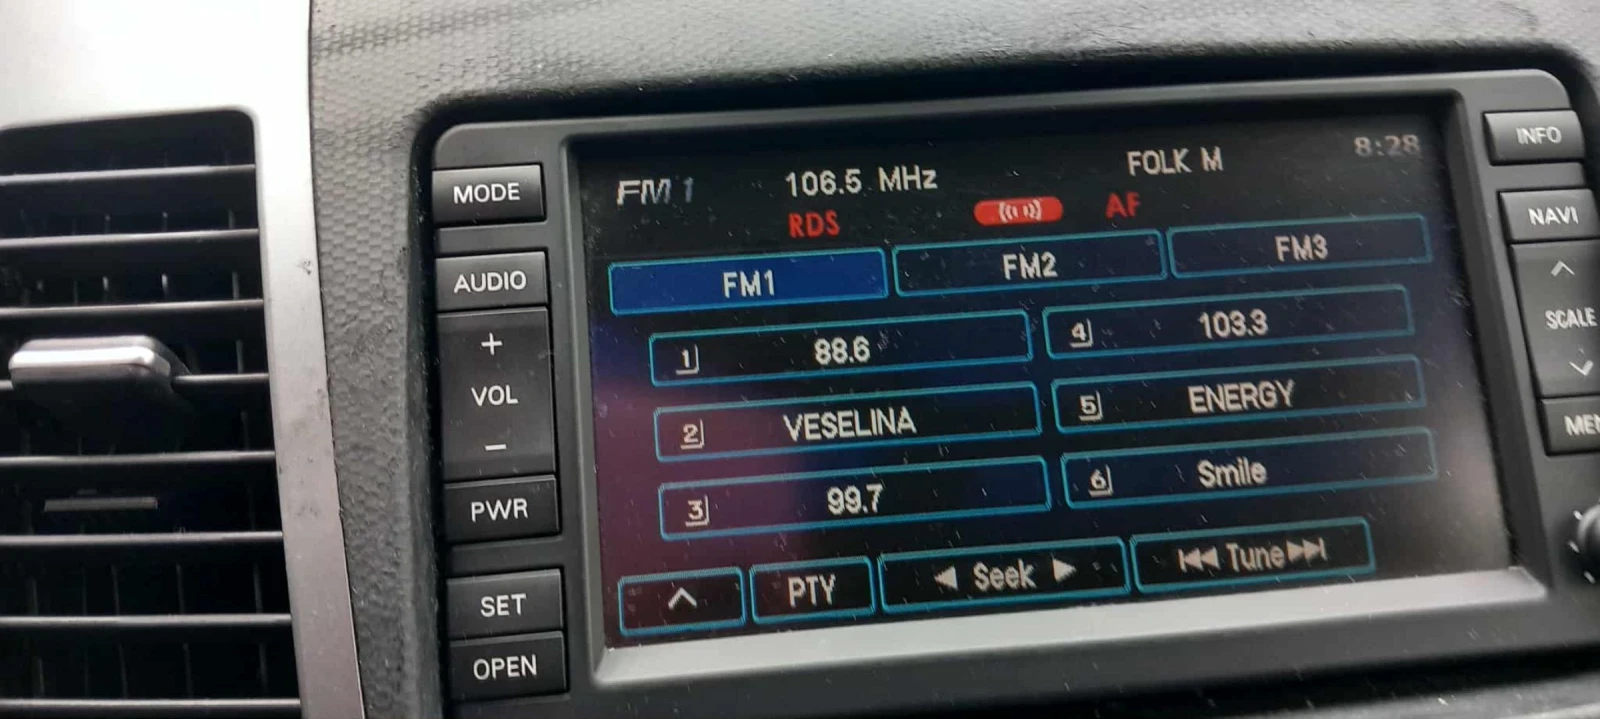 MODE
AUDIO
+
VOL
−
PWR
SET
OPEN
FM 1
106.5 MHz
FOLK M
8:28
RDS
AF
FM1
FM2
FM3
1 88.6
4 103.3
2 VESELINA
5 ENERGY
3 99.7
6 Smile
PTY
Seek
Tune
INFO
NAVI
SCALE